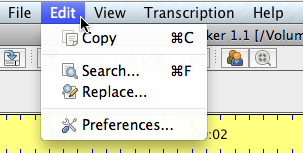 File Edit View Transcription Help
Copy ⌘C
ker 1.1 [/Volum
Search... ⌘F
Replace...
Preferences...
:02